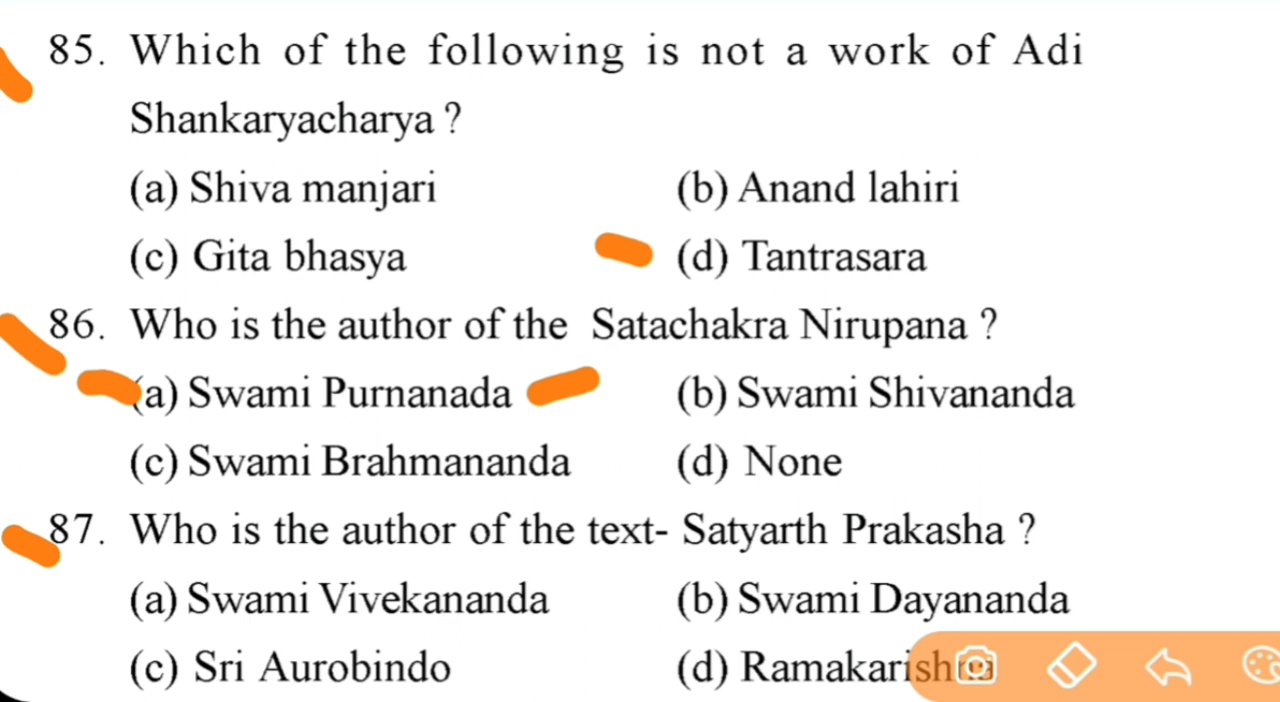 85. Which of the following is not a work of Adi
Shankaryacharya ?
(a) Shiva manjari (b) Anand lahiri
(c) Gita bhasya (d) Tantrasara
86. Who is the author of the Satachakra Nirupana ?
(a) Swami Purnanada (b) Swami Shivananda
(c) Swami Brahmananda (d) None
87. Who is the author of the text- Satyarth Prakasha ?
(a) Swami Vivekananda (b) Swami Dayananda
(c) Sri Aurobindo (d) Ramakarishna